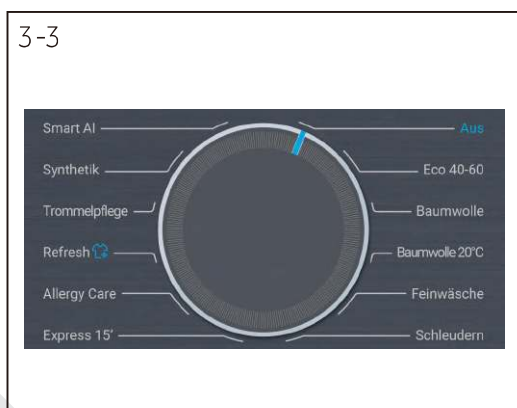 3-3
Smart AI
Aus
Synthetik
Eco 40-60
Trommelpflege
Baumwolle
Refresh
Baumwolle 20°C
Allergy Care
Feinwäsche
Express 15'
Schleudern